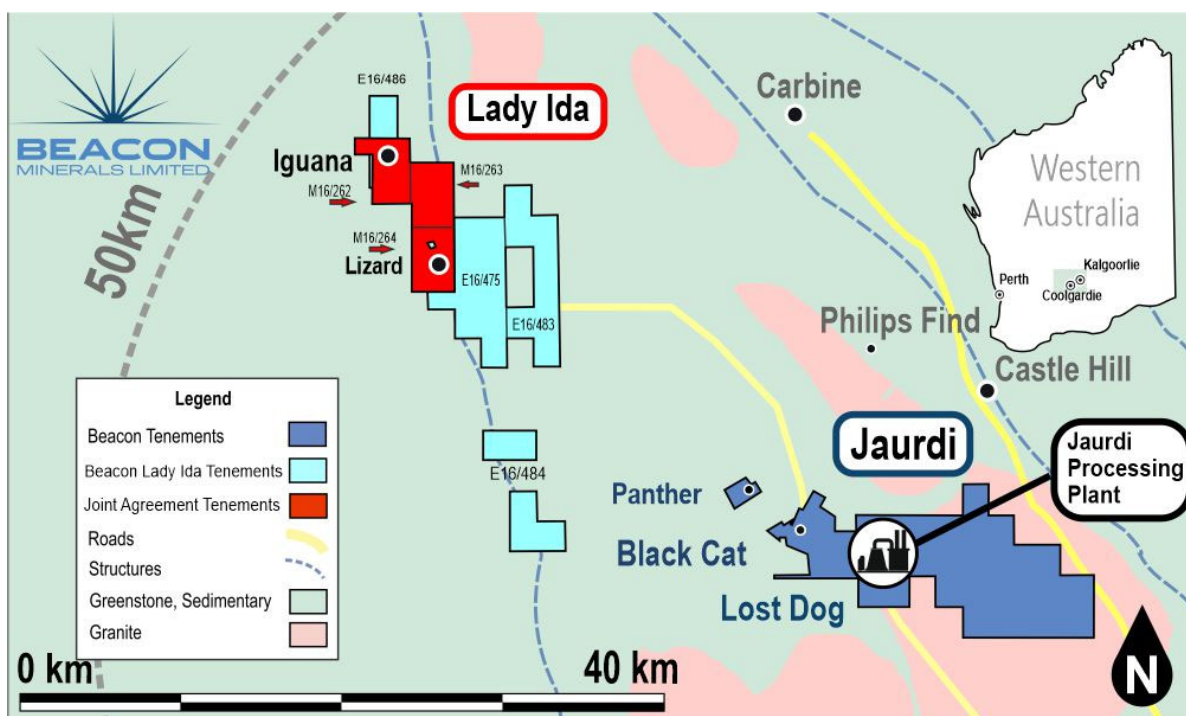 BEACON
MINERALS LIMITED
50km
E16/486
Lady Ida
Iguana
M16/262
M16/263
M16/264
Lizard
E16/475
E16/483
E16/484
Carbine
Philips Find
Castle Hill
Western
Australia
Perth
Kalgoorlie
Coolgardie
Jaurdi
Jaurdi
Processing
Plant
Panther
Black Cat
Lost Dog
Legend
Beacon Tenements
Beacon Lady Ida Tenements
Joint Agreement Tenements
Roads
Structures
Greenstone, Sedimentary
Granite
0 km
40 km
N